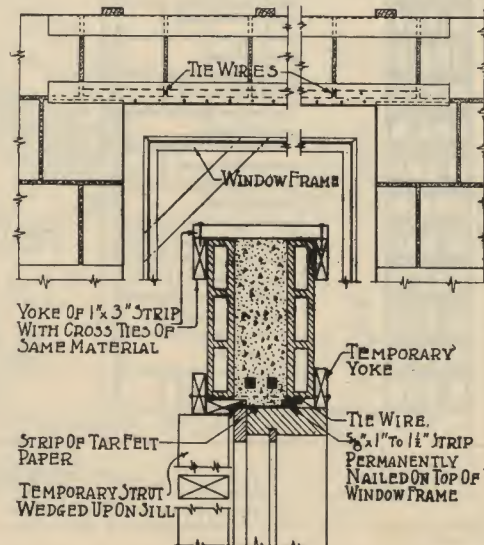 TIE WIRES
WINDOW FRAME
YOKE OF 1"x 3" STRIP
WITH CROSS TIES OF
SAME MATERIAL
TEMPORARY
YOKE
STRIP OF TAR FELT
PAPER
TEMPORARY STRUT
WEDGED UP ON SILL
TIE WIRE.
5/8"x 1" TO 1 1/2" STRIP
PERMANENTLY
NAILED ON TOP OF
WINDOW FRAME